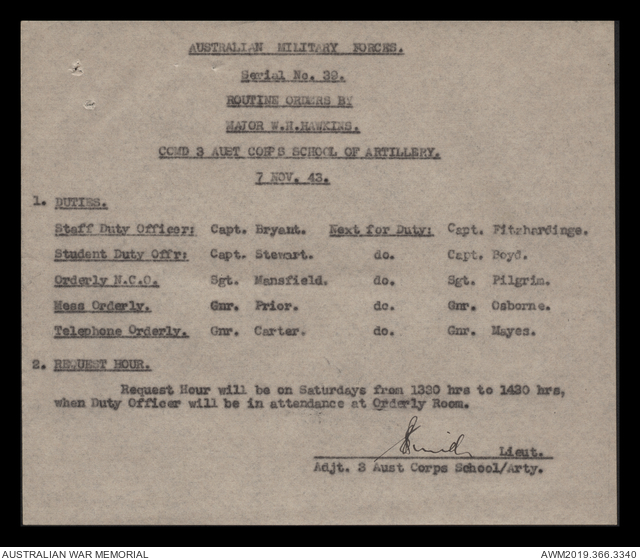 AUSTRALIAN MILITARY FORCES.
Serial No. 39.
ROUTINE ORDERS BY
MAJOR W.H.HAWKINS.
COMD 3 AUST CORPS SCHOOL OF ARTILLERY.
7 NOV. 43.
1. DUTIES.
Staff Duty Officer: Capt. Bryant. Next for Duty: Capt. Fitzhardinge.
Student Duty Offr: Capt. Stewart. do. Capt. Boyd.
Orderly N.C.O. Sgt. Mansfield. do. Sgt. Pilgrim.
Mess Orderly. Gnr. Prior. do. Gnr. Osborne.
Telephone Orderly. Gnr. Carter. do. Gnr. Mayes.
2. REQUEST HOUR.
Request Hour will be on Saturdays from 1330 hrs to 1430 hrs,
when Duty Officer will be in attendance at Orderly Room.
Lieut.
Adjt. 3 Aust Corps School/Arty.
AUSTRALIAN WAR MEMORIAL AWM2019.366.3340